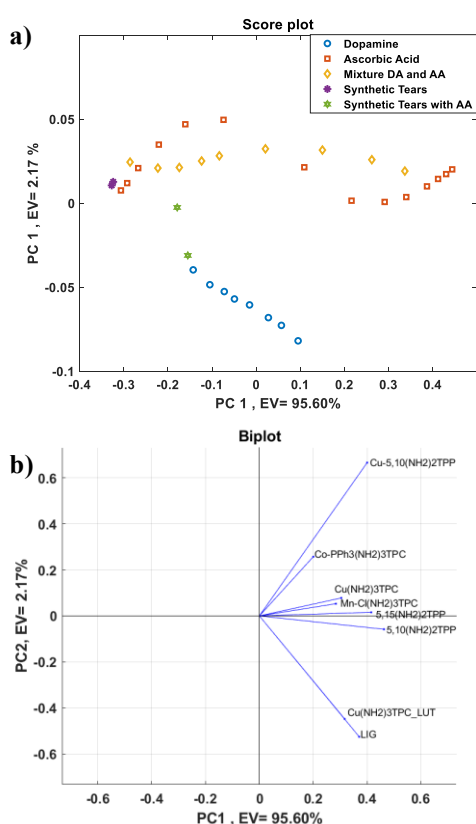 a)
Score plot
Dopamine
Ascorbic Acid
Mixture DA and AA
Synthetic Tears
Synthetic Tears with AA
0.05
0
-0.05
-0.1
PC 1 , EV= 2.17 %
-0.4 -0.3 -0.2 -0.1 0 0.1 0.2 0.3 0.4
PC 1 , EV= 95.60%
b)
Biplot
Cu-5,10(NH2)2TPP
Co-PPh3(NH2)3TPC
Cu(NH2)3TPC
Mn-Cl(NH2)3TPC
5,15(NH2)2TPP
5,10(NH2)2TPP
Cu(NH2)3TPC_LUT
LIG
0.6
0.4
0.2
0
-0.2
-0.4
-0.6
PC2, EV= 2.17%
-0.6 -0.4 -0.2 0 0.2 0.4 0.6
PC1 , EV= 95.60%